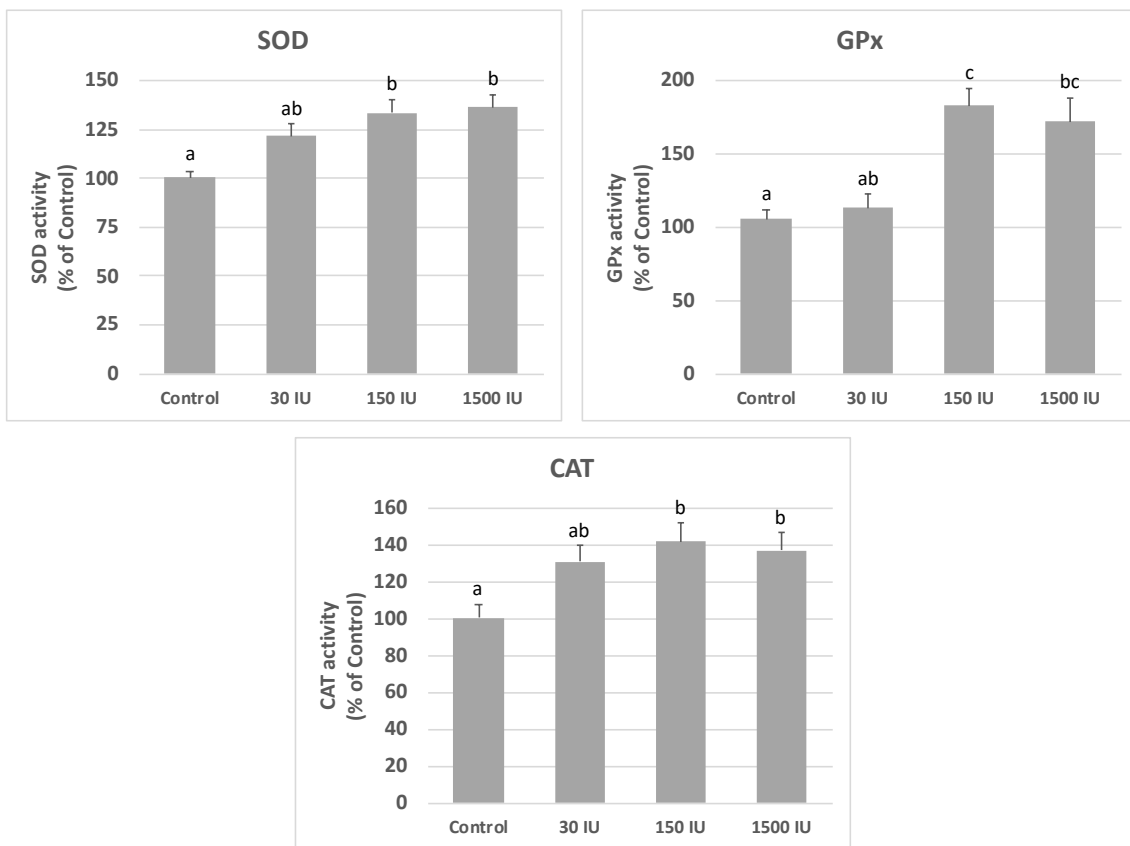 SOD
SOD activity
(% of Control)
150
125
100
75
50
25
0
a
ab
b
b
Control 30 IU 150 IU 1500 IU
GPx
GPx activity
(% of Control)
200
150
100
50
0
a
ab
c
bc
Control 30 IU 150 IU 1500 IU
CAT
CAT activity
(% of Control)
160
140
120
100
80
60
40
20
0
a
ab
b
b
Control 30 IU 150 IU 1500 IU